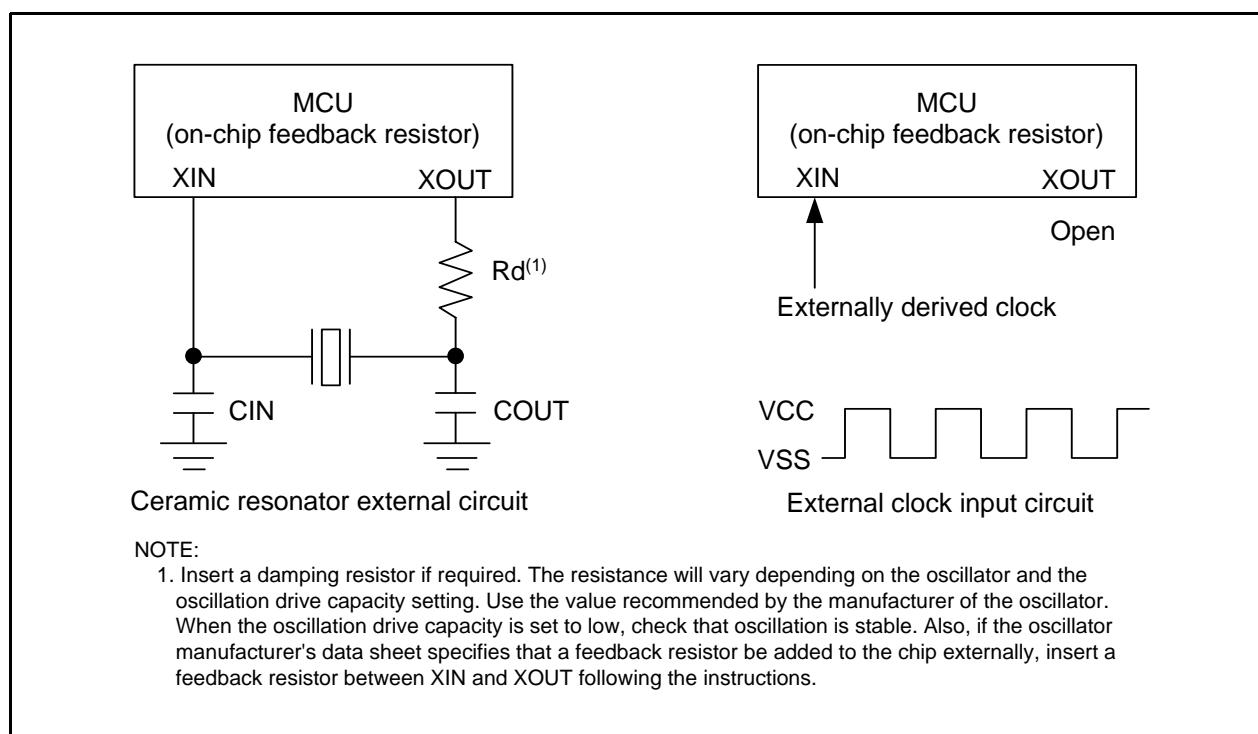 MCU
(on-chip feedback resistor)
XIN XOUT
Rd(1)
CIN COUT
Ceramic resonator external circuit
MCU
(on-chip feedback resistor)
XIN XOUT
Open
Externally derived clock
VCC
VSS
External clock input circuit
NOTE:
1. Insert a damping resistor if required. The resistance will vary depending on the oscillator and the
oscillation drive capacity setting. Use the value recommended by the manufacturer of the oscillator.
When the oscillation drive capacity is set to low, check that oscillation is stable. Also, if the oscillator
manufacturer's data sheet specifies that a feedback resistor be added to the chip externally, insert a
feedback resistor between XIN and XOUT following the instructions.